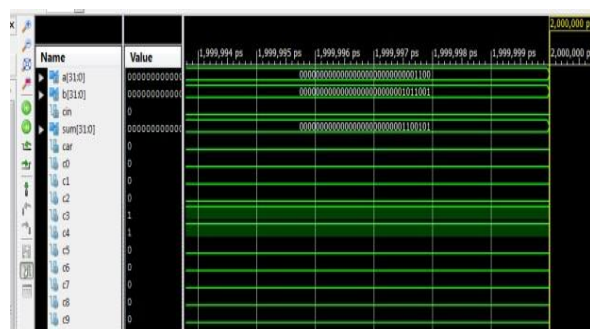 2,000,000 ps
1,999,994 ps 1,999,995 ps 1,999,996 ps 1,999,997 ps 1,999,998 ps 1,999,999 ps 2,000,000 ps
Name Value
a[31:0] 00000000000000000000000000001100
b[31:0] 00000000000000000000000001011001
cin 0
sum[31:0] 00000000000000000000000001100101
car 0
c0 0
c1 0
c2 0
c3 1
c4 1
c5 0
c6 0
c7 0
c8 0
c9 0